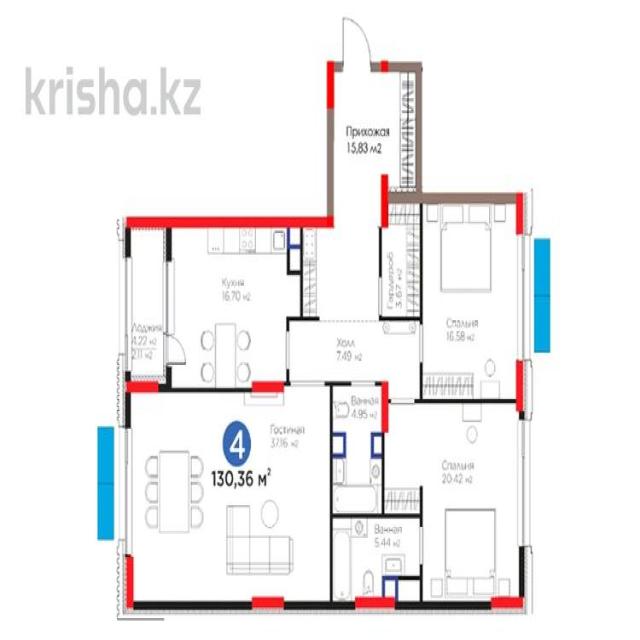 krisha.kz
Прихожая
15,83 м2
Кухня
16.70 м2
Гардероб
3.67 м2
Спальня
16.58 м2
Лоджия
4.22 м2
2.11 м2
Холл
7.49 м2
Ванная
4.95 м2
4
130,36 м²
Гостиная
37.16 м2
Спальня
20.42 м2
Ванная
5.44 м2